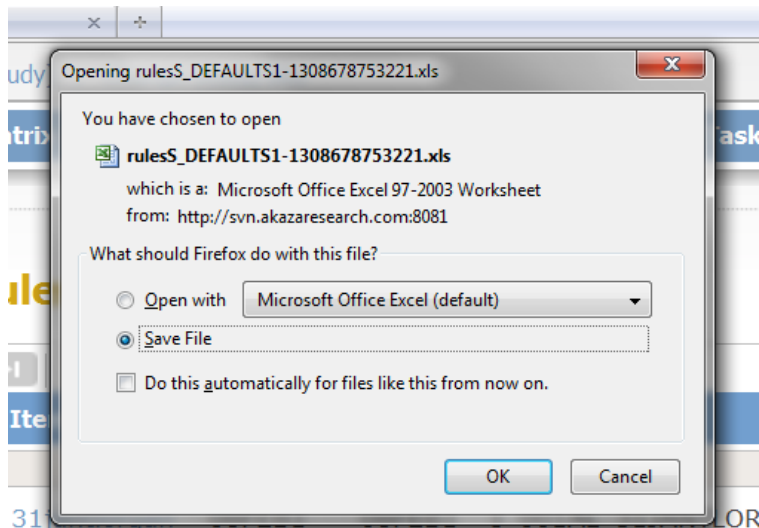 Opening rulesS_DEFAULTS1-1308678753221.xls
You have chosen to open
rulesS_DEFAULTS1-1308678753221.xls
which is a: Microsoft Office Excel 97-2003 Worksheet
from: http://svn.akazaresearch.com:8081
What should Firefox do with this file?
Open with Microsoft Office Excel (default)
Save File
Do this automatically for files like this from now on.
OK Cancel